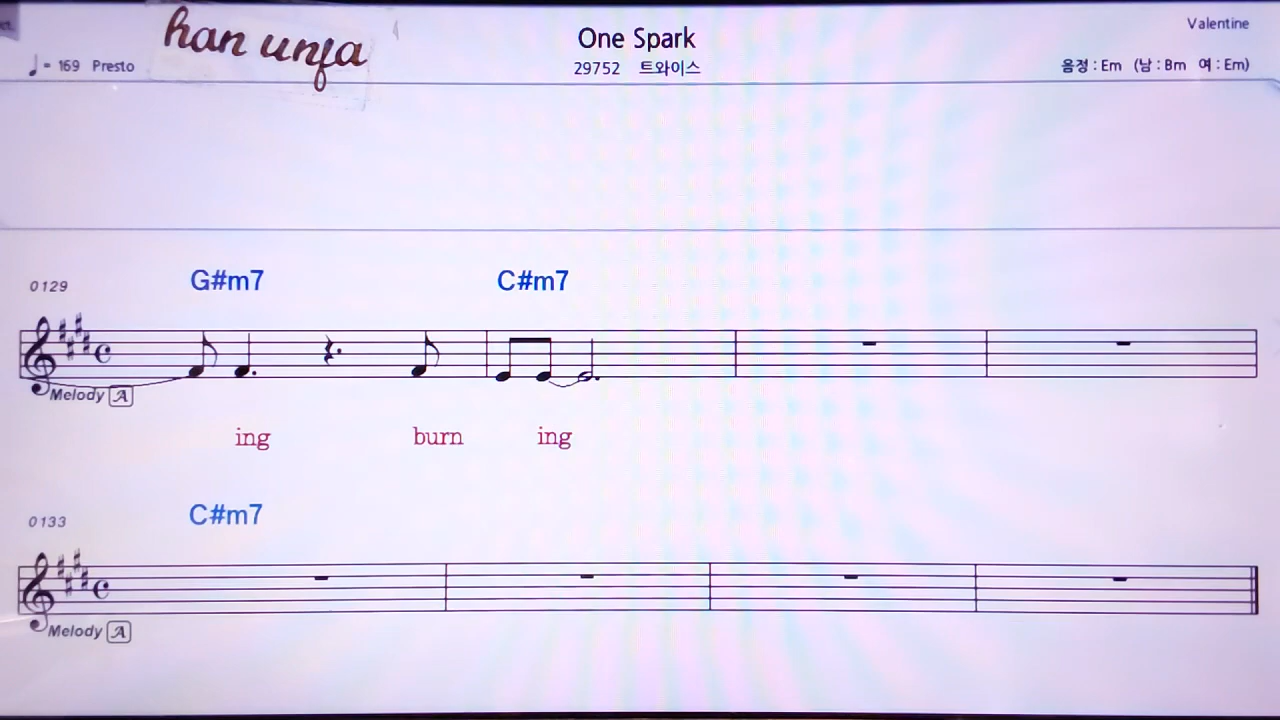 han unfa
One Spark
Valentine
♩= 169 Presto
29752 트와이스
음정 : Em (남 : Bm 여 : Em)
0129
G#m7 C#m7
Melody A
ing burn ing
0133
C#m7
Melody A